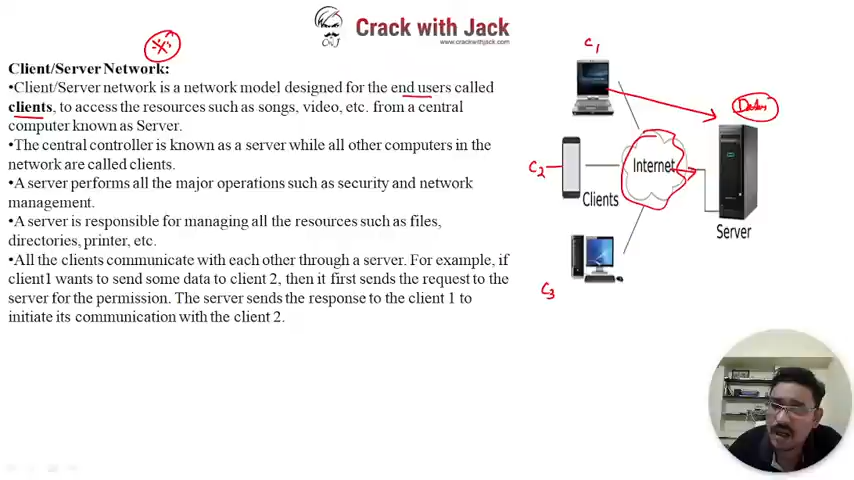 Crack with Jack
www.crackwithjack.com
CWJ
Client/Server Network:
•Client/Server network is a network model designed for the end users called
clients, to access the resources such as songs, video, etc. from a central
computer known as Server.
•The central controller is known as a server while all other computers in the
network are called clients.
•A server performs all the major operations such as security and network
management.
•A server is responsible for managing all the resources such as files,
directories, printer, etc.
•All the clients communicate with each other through a server. For example, if
client1 wants to send some data to client 2, then it first sends the request to the
server for the permission. The server sends the response to the client 1 to
initiate its communication with the client 2.
C1
C2
Internet
Clients
Server
C3